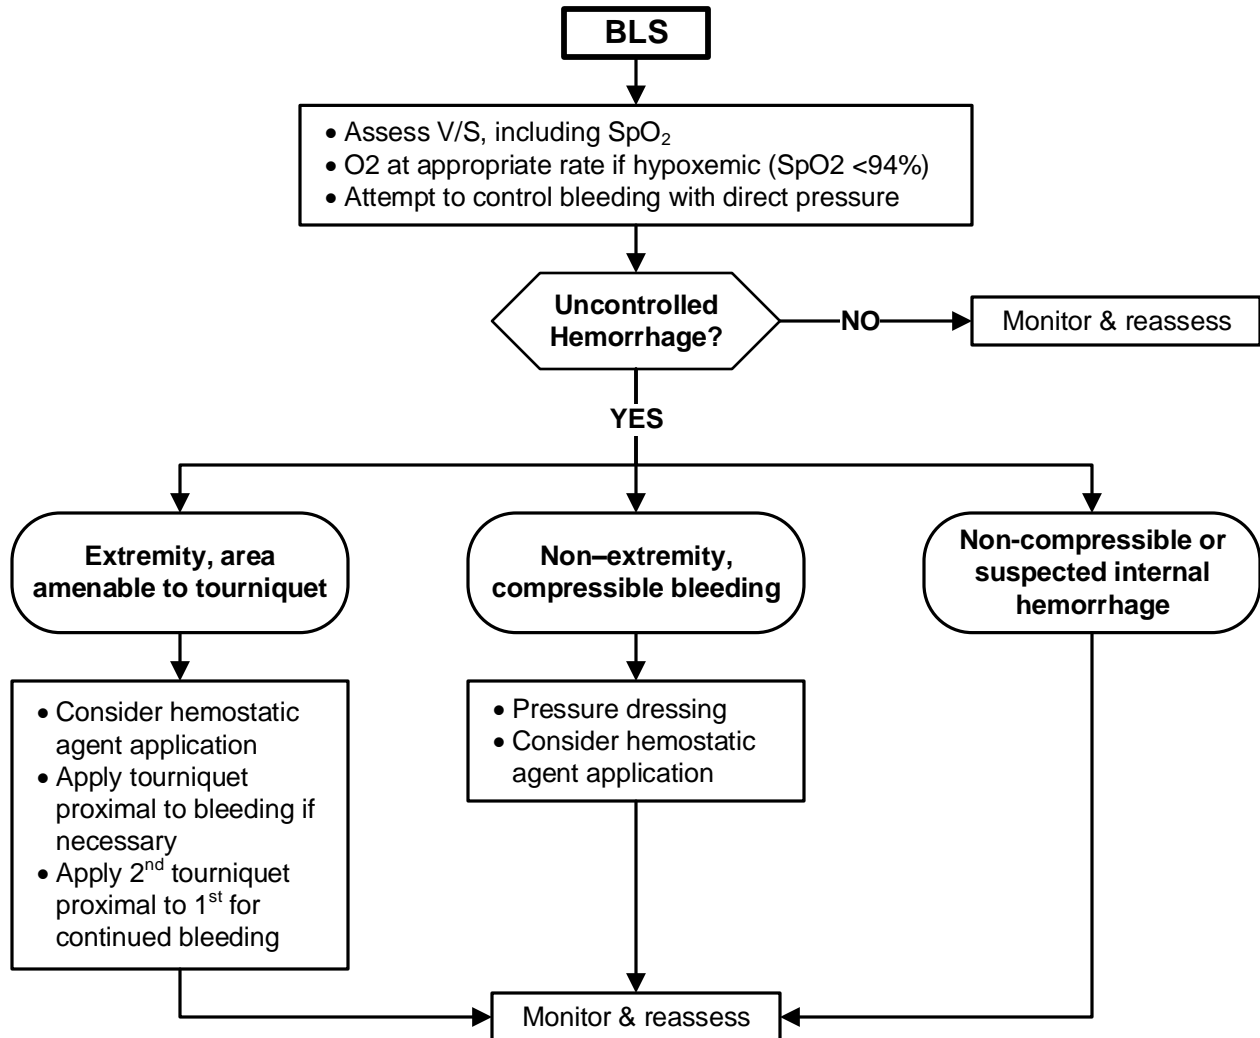 BLS
• Assess V/S, including SpO₂
• O2 at appropriate rate if hypoxemic (SpO2 <94%)
• Attempt to control bleeding with direct pressure
Uncontrolled
Hemorrhage?
NO
Monitor & reassess
YES
Extremity, area
amenable to tourniquet
Non–extremity,
compressible bleeding
Non-compressible or
suspected internal
hemorrhage
• Consider hemostatic
agent application
• Apply tourniquet
proximal to bleeding if
necessary
• Apply 2nd tourniquet
proximal to 1st for
continued bleeding
• Pressure dressing
• Consider hemostatic
agent application
Monitor & reassess